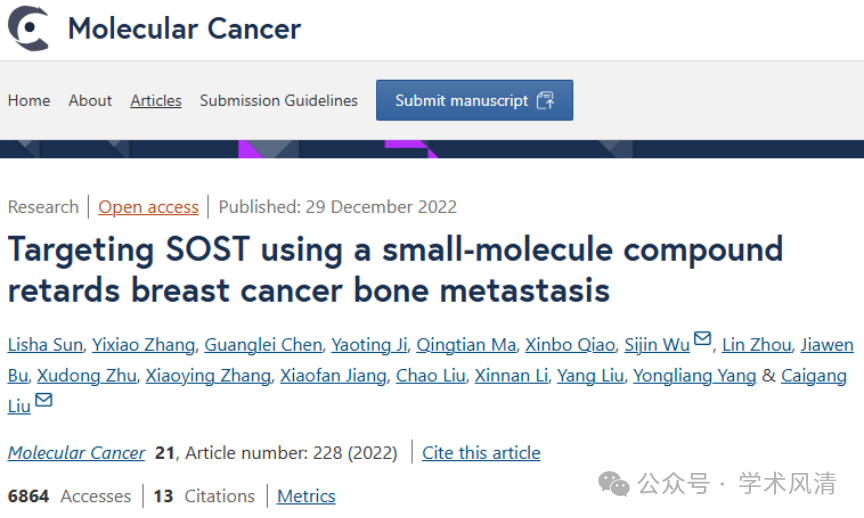 Molecular Cancer
Home About Articles Submission Guidelines Submit manuscript
Research Open access Published: 29 December 2022
Targeting SOST using a small-molecule compound
retards breast cancer bone metastasis
Lisha Sun, Yixiao Zhang, Guanglei Chen, Yaoting Ji, Qingtian Ma, Xinbo Qiao, Sijin Wu, Lin Zhou, Jiawen
Bu, Xudong Zhu, Xiaoying Zhang, Xiaofan Jiang, Chao Liu, Xinnan Li, Yang Liu, Yongliang Yang & Caigang
Liu
Molecular Cancer 21, Article number: 228 (2022) Cite this article
6864 Accesses 13 Citations Metrics
公众号 · 学术风清